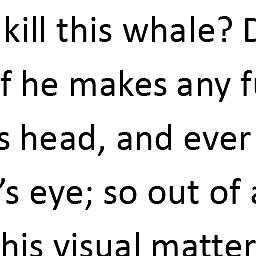 kill this whale? D
f he makes any fu
s head, and ever
's eye; so out of a
his visual matter